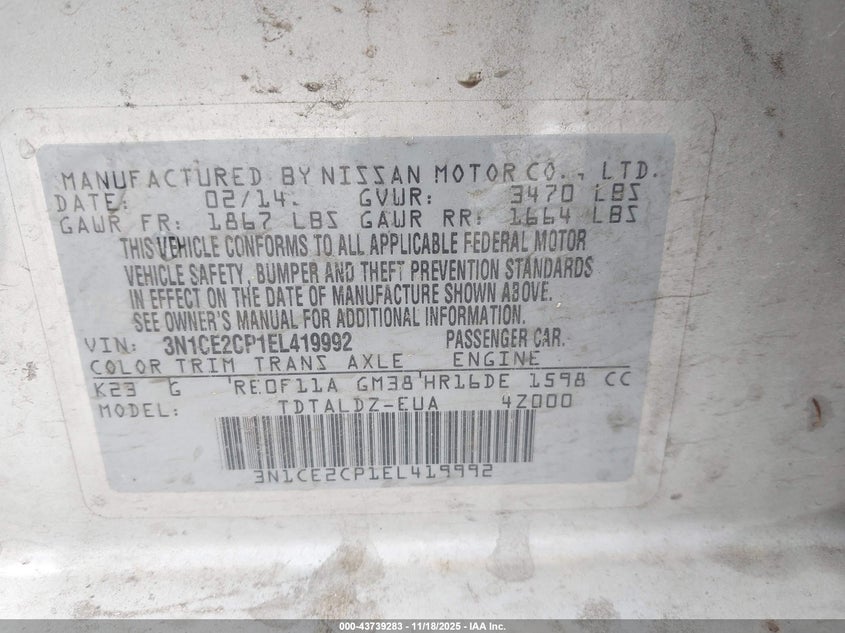 MANUFACTURED BY NISSAN MOTOR CO., LTD.
DATE: 02/14. GVWR: 3470 LBS
GAWR FR: 1867 LBS GAWR RR: 1664 LBS
THIS VEHICLE CONFORMS TO ALL APPLICABLE FEDERAL MOTOR
VEHICLE SAFETY, BUMPER AND THEFT PREVENTION STANDARDS
IN EFFECT ON THE DATE OF MANUFACTURE SHOWN ABOVE.
SEE OWNER'S MANUAL FOR ADDITIONAL INFORMATION.
VIN: 3N1CE2CP1EL419992 PASSENGER CAR.
COLOR TRIM TRANS AXLE ENGINE
K23 G RE0F11A GM38 HR16DE 1598 CC
MODEL: TDTALDZ-EUA 4Z000
3N1CE2CP1EL419992
000-43739283 - 11/18/2025 - IAA Inc.